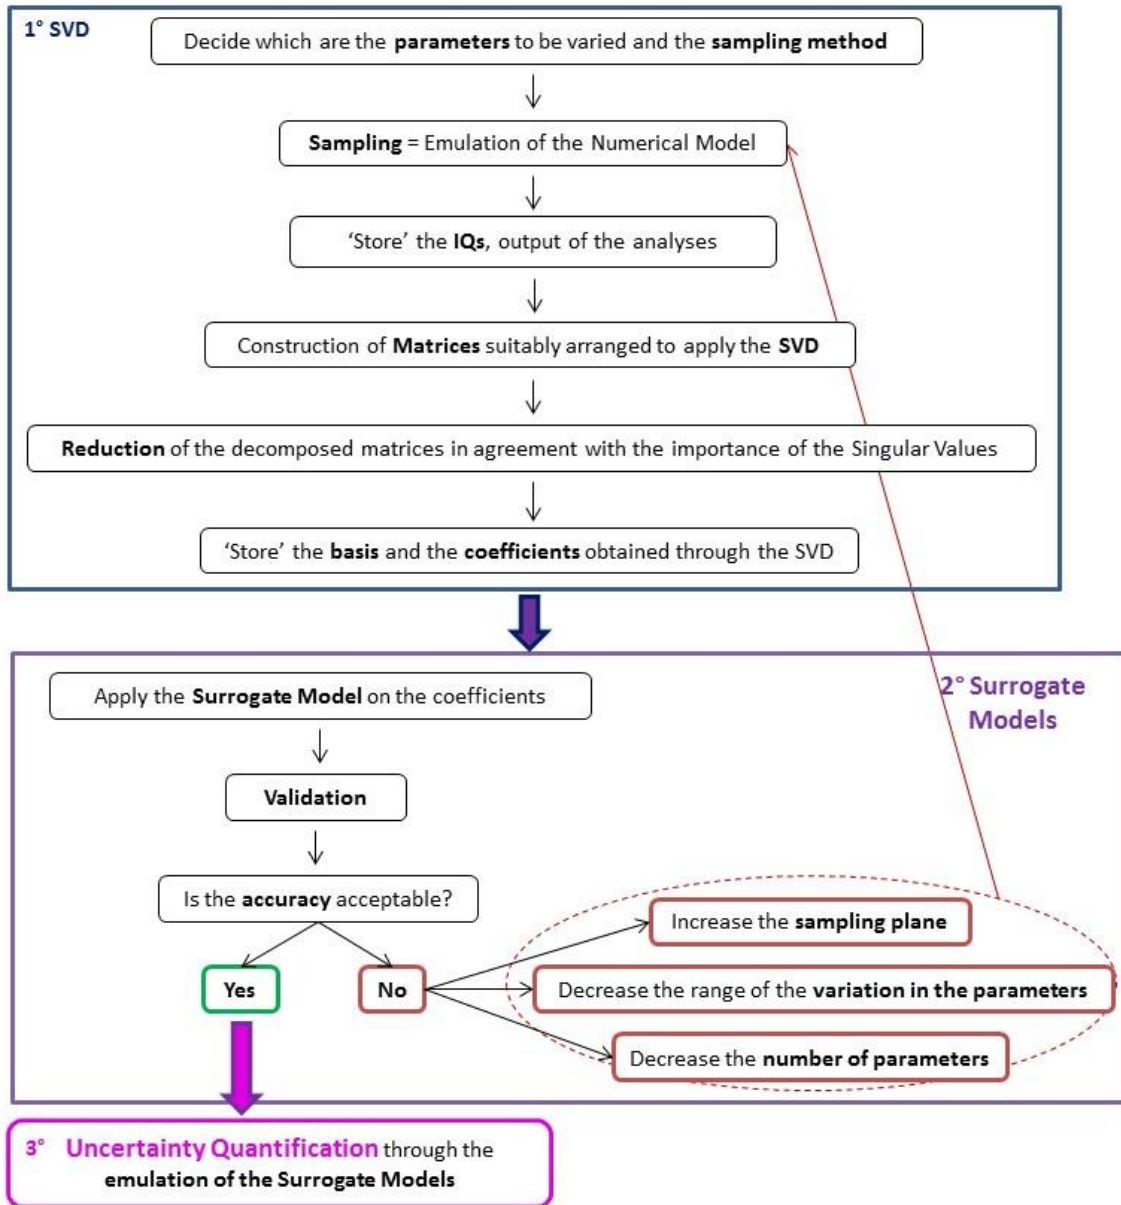 1° SVD
Decide which are the parameters to be varied and the sampling method
Sampling = Emulation of the Numerical Model
‘Store’ the IQs, output of the analyses
Construction of Matrices suitably arranged to apply the SVD
Reduction of the decomposed matrices in agreement with the importance of the Singular Values
‘Store’ the basis and the coefficients obtained through the SVD
2° Surrogate
Models
Apply the Surrogate Model on the coefficients
Validation
Is the accuracy acceptable?
Yes
No
Increase the sampling plane
Decrease the range of the variation in the parameters
Decrease the number of parameters
3° Uncertainty Quantification through the
emulation of the Surrogate Models